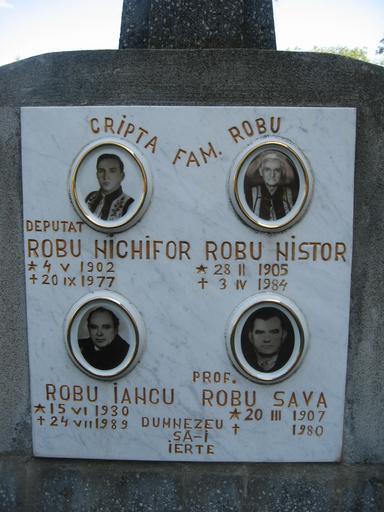 CRIPTA FAM. ROBU
DEPUTAT
ROBU NICHIFOR
* 4 V 1902
† 20 IX 1977
ROBU NISTOR
* 28 II 1905
† 3 IV 1984
ROBU IANCU
* 15 VI 1930
† 24 VII 1989
PROF.
ROBU SAVA
* 20 III 1907
† 1980
DUMNEZEU
SĂ-I
IERTE